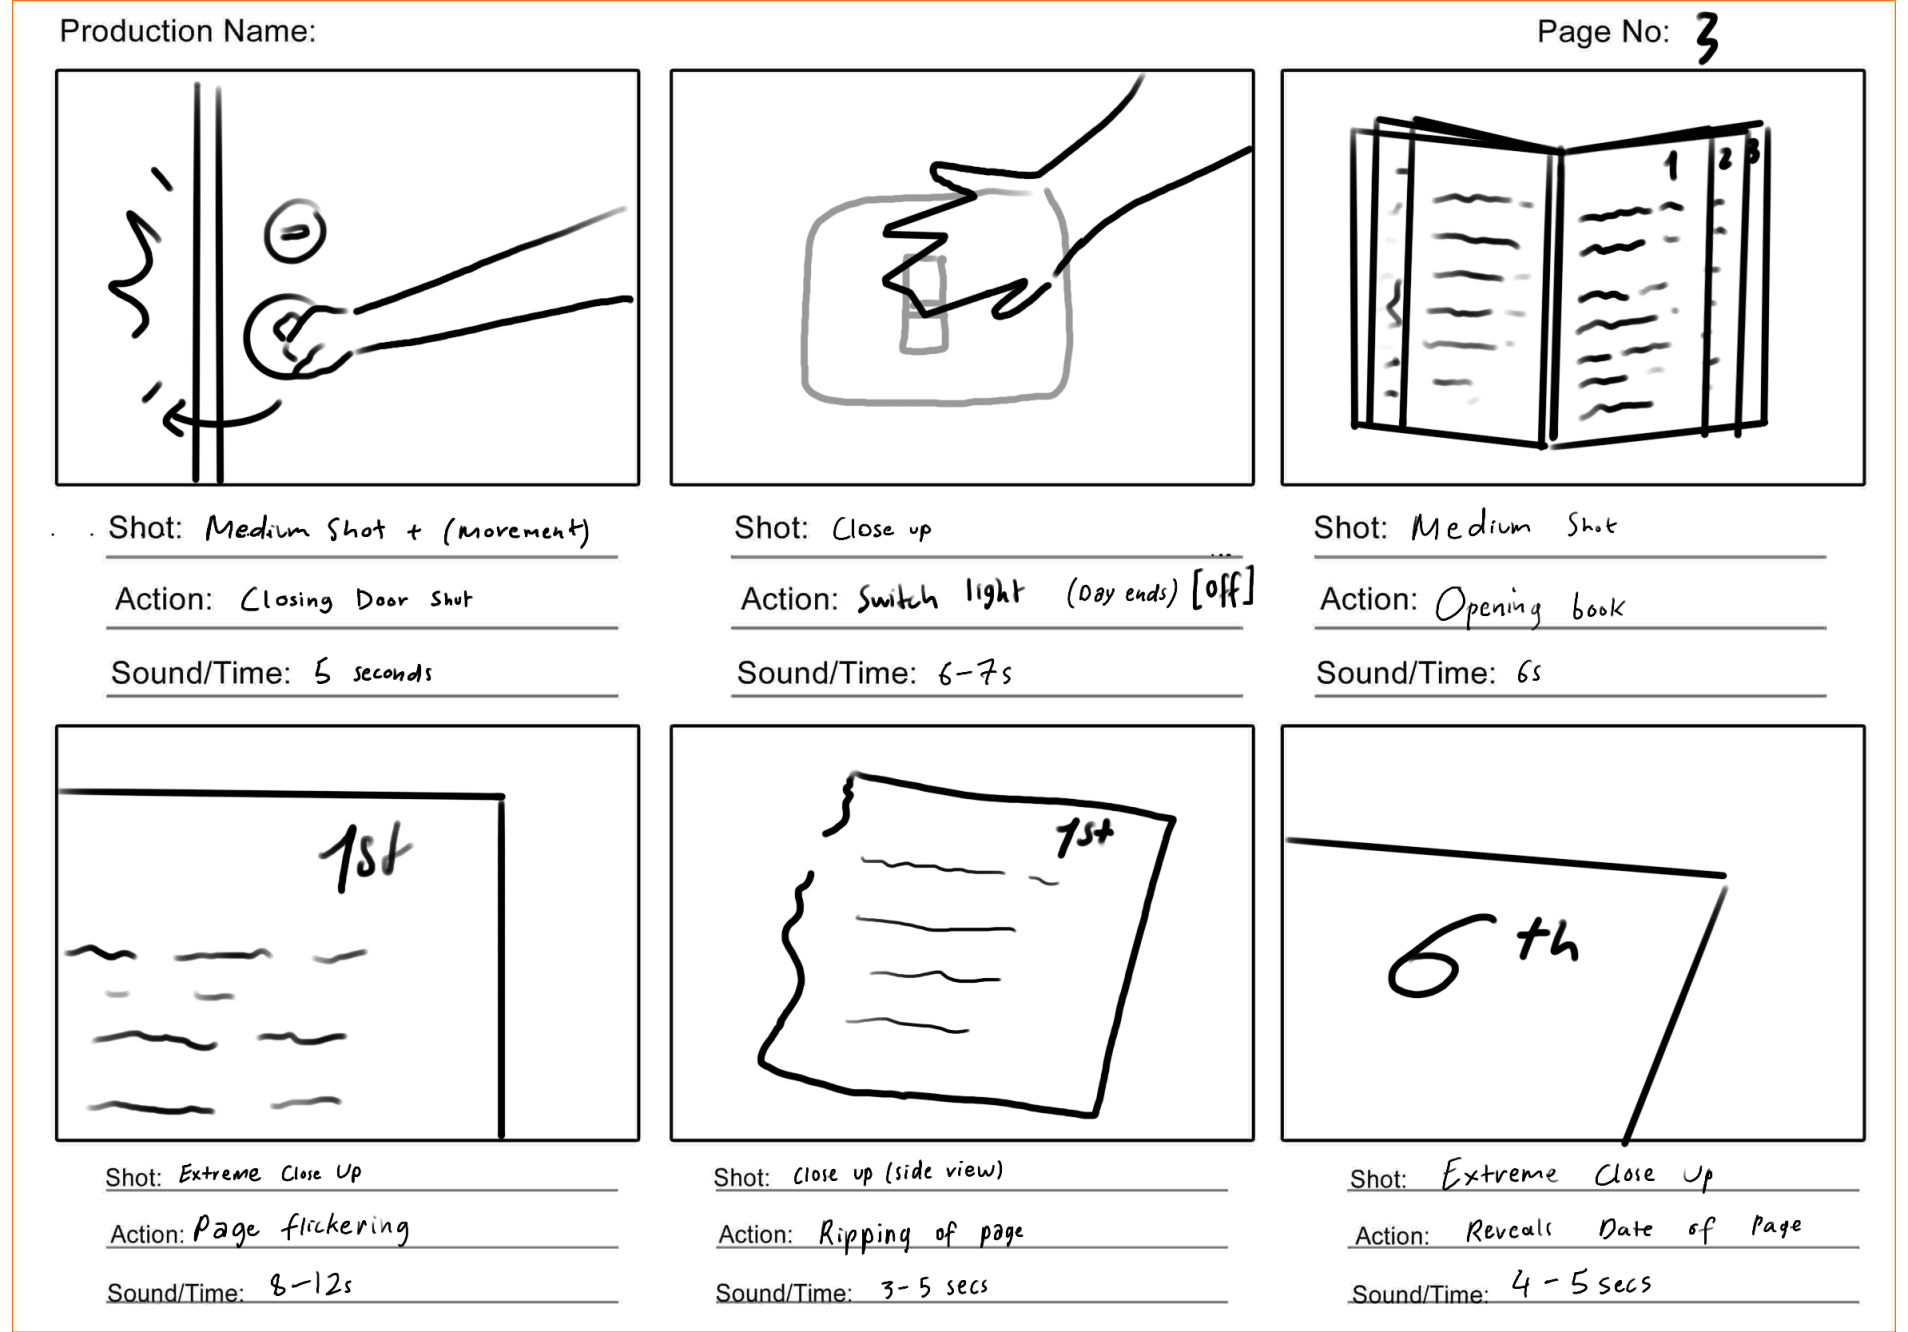 Production Name:
Page No: 3
1 2 3
Shot: Medium Shot + (movement)
Shot: Close up
Shot: Medium Shot
Action: Closing Door Shut
Action: Switch light (Day ends) [off]
Action: Opening book
Sound/Time: 5 seconds
Sound/Time: 6-7s
Sound/Time: 6s
1st
1st
6th
Shot: Extreme Close Up
Shot: Close up (side view)
Shot: Extreme Close Up
Action: Page flickering
Action: Ripping of page
Action: Reveals Date of Page
Sound/Time: 8-12s
Sound/Time: 3-5 secs
Sound/Time: 4-5 secs